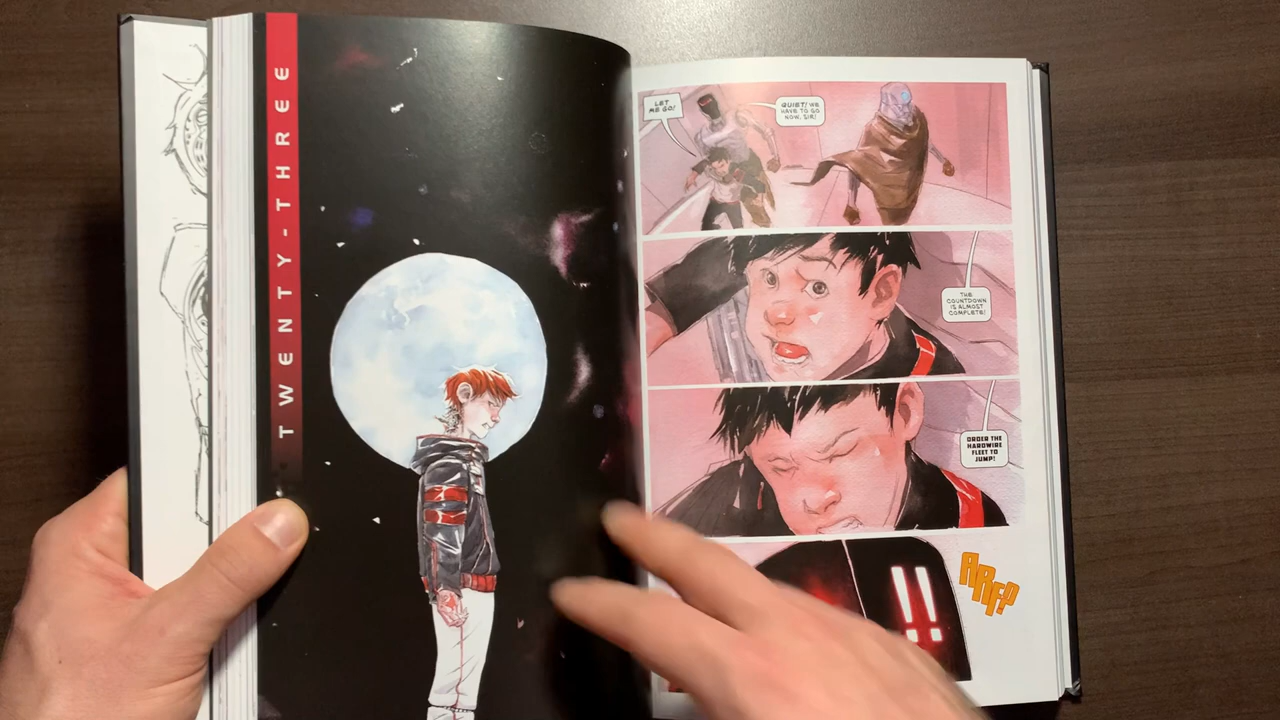 TWENTY-THREE
LET
ME GO!
QUIET! WE
HAVE TO GO
NOW, SIR!
THE
COUNTDOWN
IS ALMOST
COMPLETE!
ORDER THE
HARDWIRE
FLEET TO
JUMP!
!!
ARF!